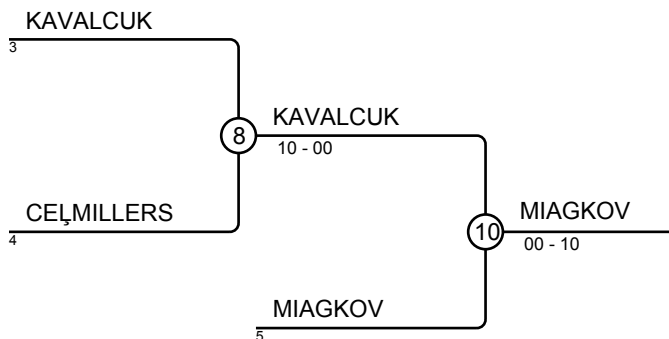 KAVALCUK
3
8
KAVALCUK
10 - 00
CEĻMILLERS
4
10
MIAGKOV
00 - 10
MIAGKOV
5